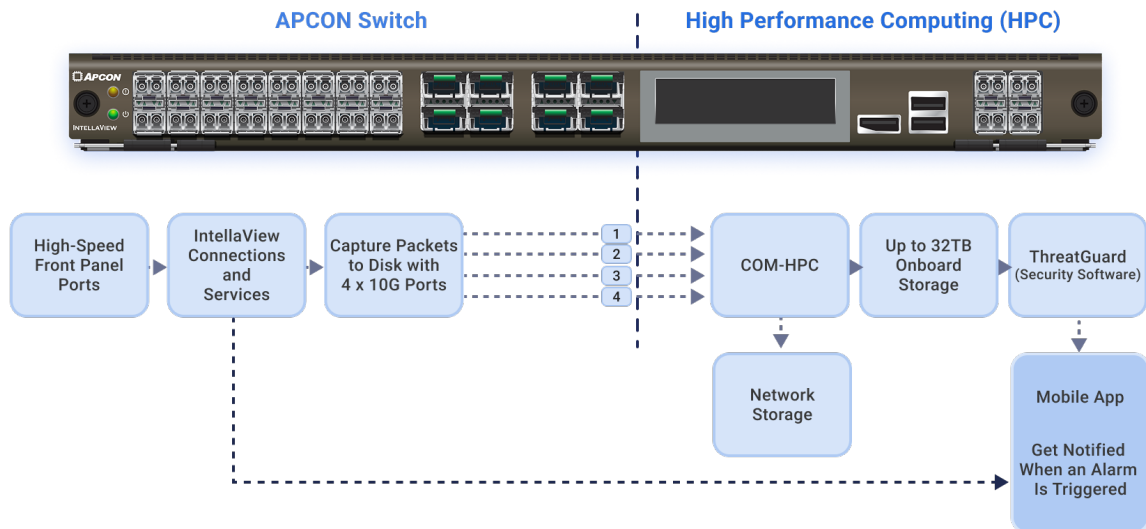 APCON Switch
High Performance Computing (HPC)
APCON
INTELLAVIEW
High-Speed
Front Panel
Ports
IntellaView
Connections
and
Services
Capture Packets
to Disk with
4 x 10G Ports
1
2
3
4
COM-HPC
Up to 32TB
Onboard
Storage
ThreatGuard
(Security Software)
Network
Storage
Mobile App
Get Notified
When an Alarm
Is Triggered